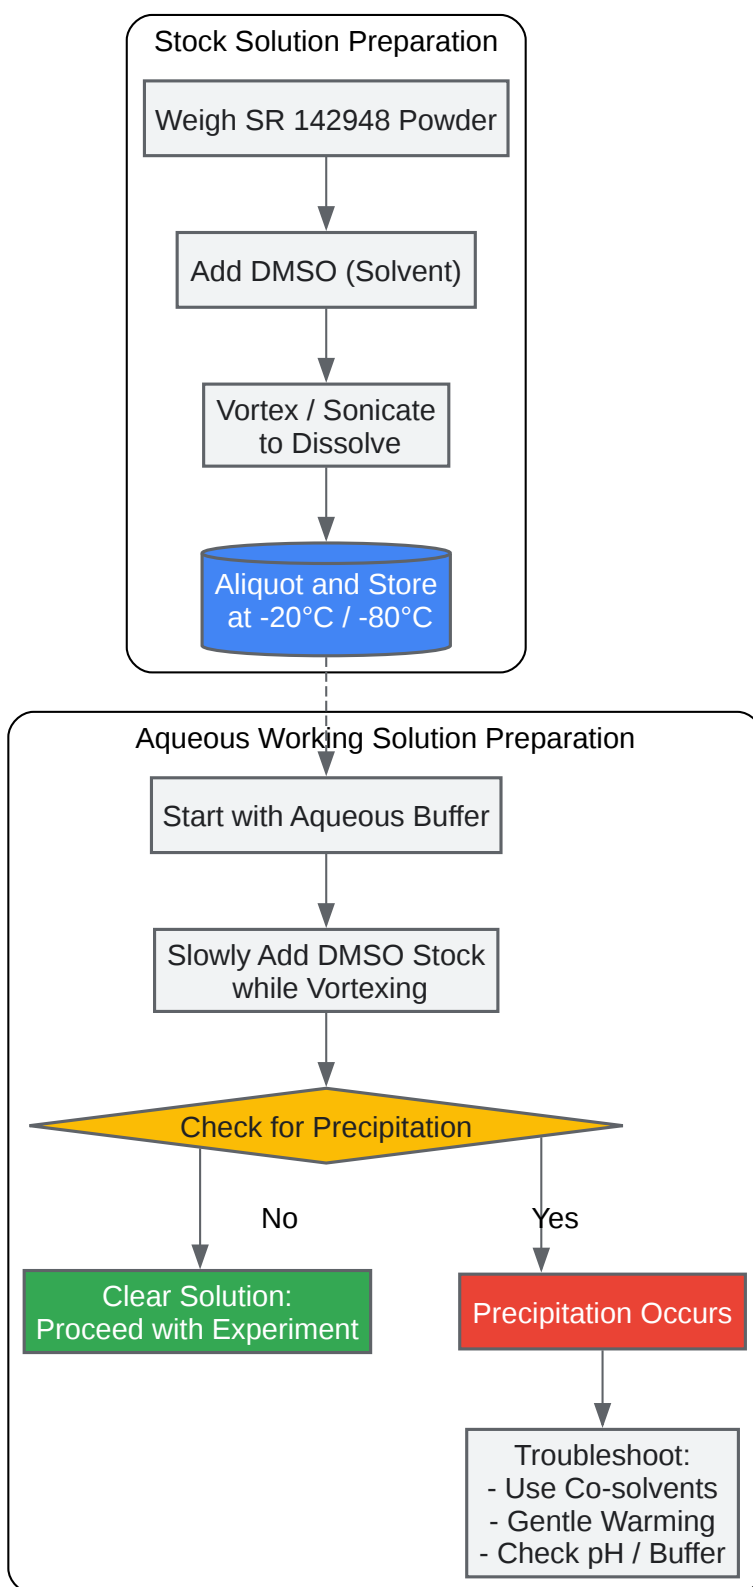 Stock Solution Preparation
Weigh SR 142948 Powder
Add DMSO (Solvent)
Vortex / Sonicate
to Dissolve
Aliquot and Store
at -20°C / -80°C
Aqueous Working Solution Preparation
Start with Aqueous Buffer
Slowly Add DMSO Stock
while Vortexing
Check for Precipitation
No
Yes
Clear Solution:
Proceed with Experiment
Precipitation Occurs
Troubleshoot:
- Use Co-solvents
- Gentle Warming
- Check pH / Buffer